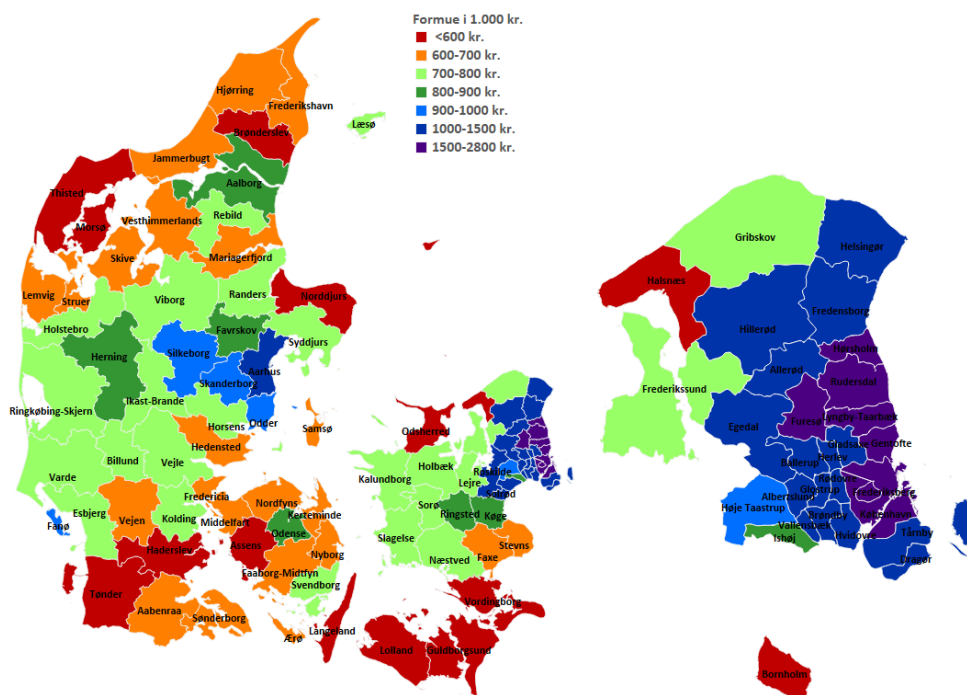 Formue i 1.000 kr.
<600 kr.
600-700 kr.
700-800 kr.
800-900 kr.
900-1000 kr.
1000-1500 kr.
1500-2800 kr.
Hjørring
Frederikshavn
Læsø
Brønderslev
Jammerbugt
Aalborg
Thisted
Rebild
Morsø
Vesthimmerlands
Skive
Mariagerfjord
Lemvig
Struer
Viborg
Randers
Norddjurs
Holstebro
Favrskov
Syddjurs
Herning
Silkeborg
Aarhus
Skanderborg
Ringkøbing-Skjern
Ikast-Brande
Odder
Horsens
Samsø
Hedensted
Billund
Vejle
Varde
Fredericia
Esbjerg
Nordfyns
Fanø
Vejen
Kolding
Middelfart
Kerteminde
Odense
Haderslev
Assens
Nyborg
Faaborg-Midtfyn
Svendborg
Tønder
Aabenraa
Sønderborg
Ærø
Langeland
Odsherred
Holbæk
Roskilde
Kalundborg
Lejre
Solrød
Sorø
Ringsted
Køge
Slagelse
Stevns
Næstved
Faxe
Vordingborg
Lolland
Guldborgsund
Gribskov
Helsingør
Halsnæs
Fredensborg
Hillerød
Hørsholm
Allerød
Rudersdal
Frederikssund
Egedal
Furesø
Lyngby-Taarbæk
Gladsaxe
Gentofte
Ballerup
Herlev
Rødovre
Albertslund
Glostrup
Frederiksberg
Høje Taastrup
Brøndby
København
Vallensbæk
Hvidovre
Tårnby
Ishøj
Dragør
Bornholm